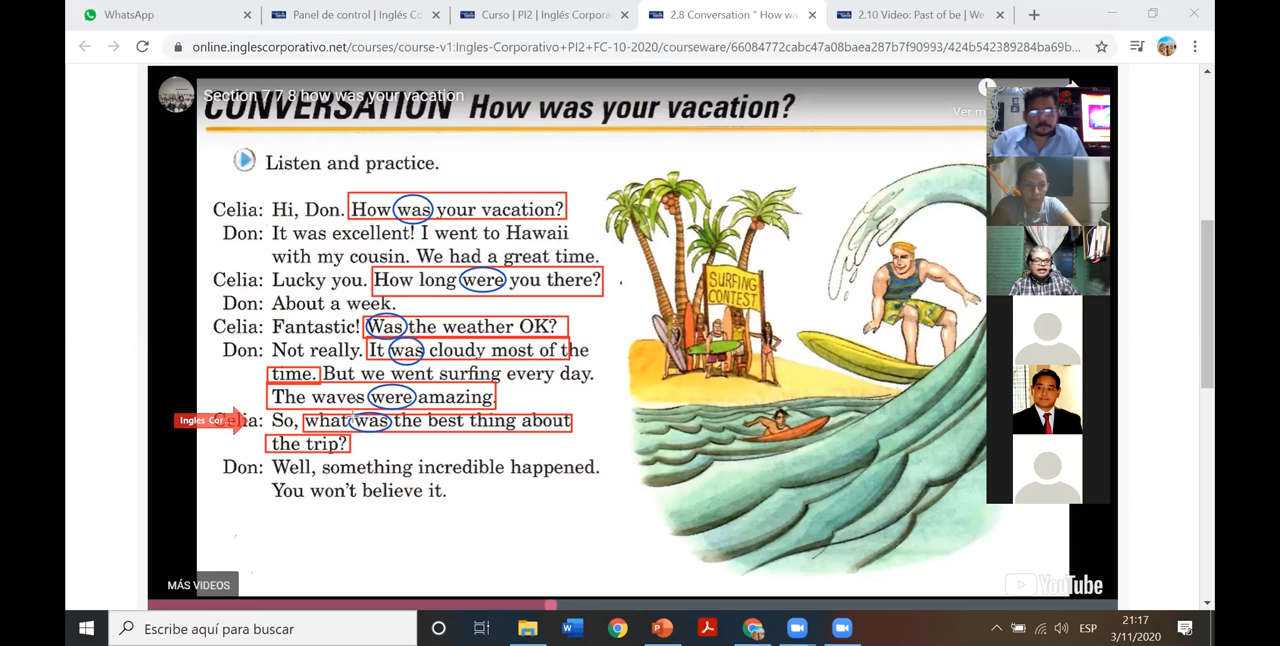 WhatsApp
Panel de control | Inglés C
Curso | PI2 | Inglés Corpora
2.8 Conversation " How wa
2.10 Video: Past of be | We
online.inglescorporativo.net/courses/course-v1:Ingles-Corporativo+PI2+FC-10-2020/courseware/66084772cabc47a08baea287b7f90993/424b542389284ba69b...
Section 7 7 8 how was your vacation
CONVERSATION How was your vacation?
Ver m
Listen and practice.
Celia: Hi, Don. How was your vacation?
Don: It was excellent! I went to Hawaii
with my cousin. We had a great time.
Celia: Lucky you. How long were you there?
Don: About a week.
Celia: Fantastic! Was the weather OK?
Don: Not really. It was cloudy most of the
time. But we went surfing every day.
The waves were amazing.
Celia: So, what was the best thing about
the trip?
Don: Well, something incredible happened.
You won't believe it.
Ingles Cor
SURFING
CONTEST
MÁS VIDEOS
YouTube
Escribe aquí para buscar
ESP
21:17
3/11/2020